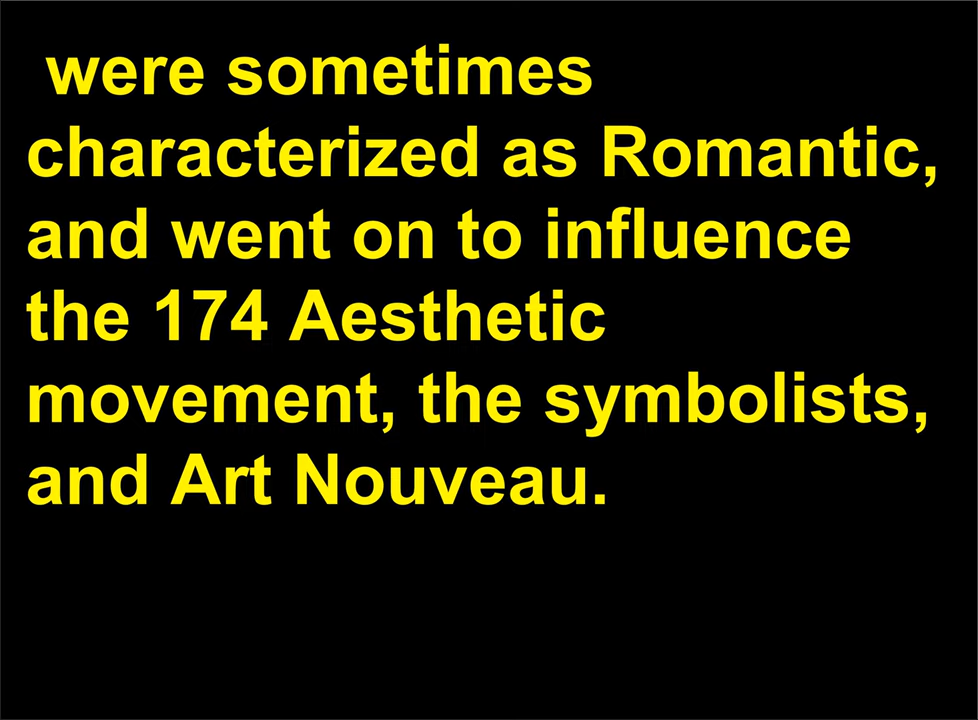 were sometimes
characterized as Romantic,
and went on to influence
the 174 Aesthetic
movement, the symbolists,
and Art Nouveau.